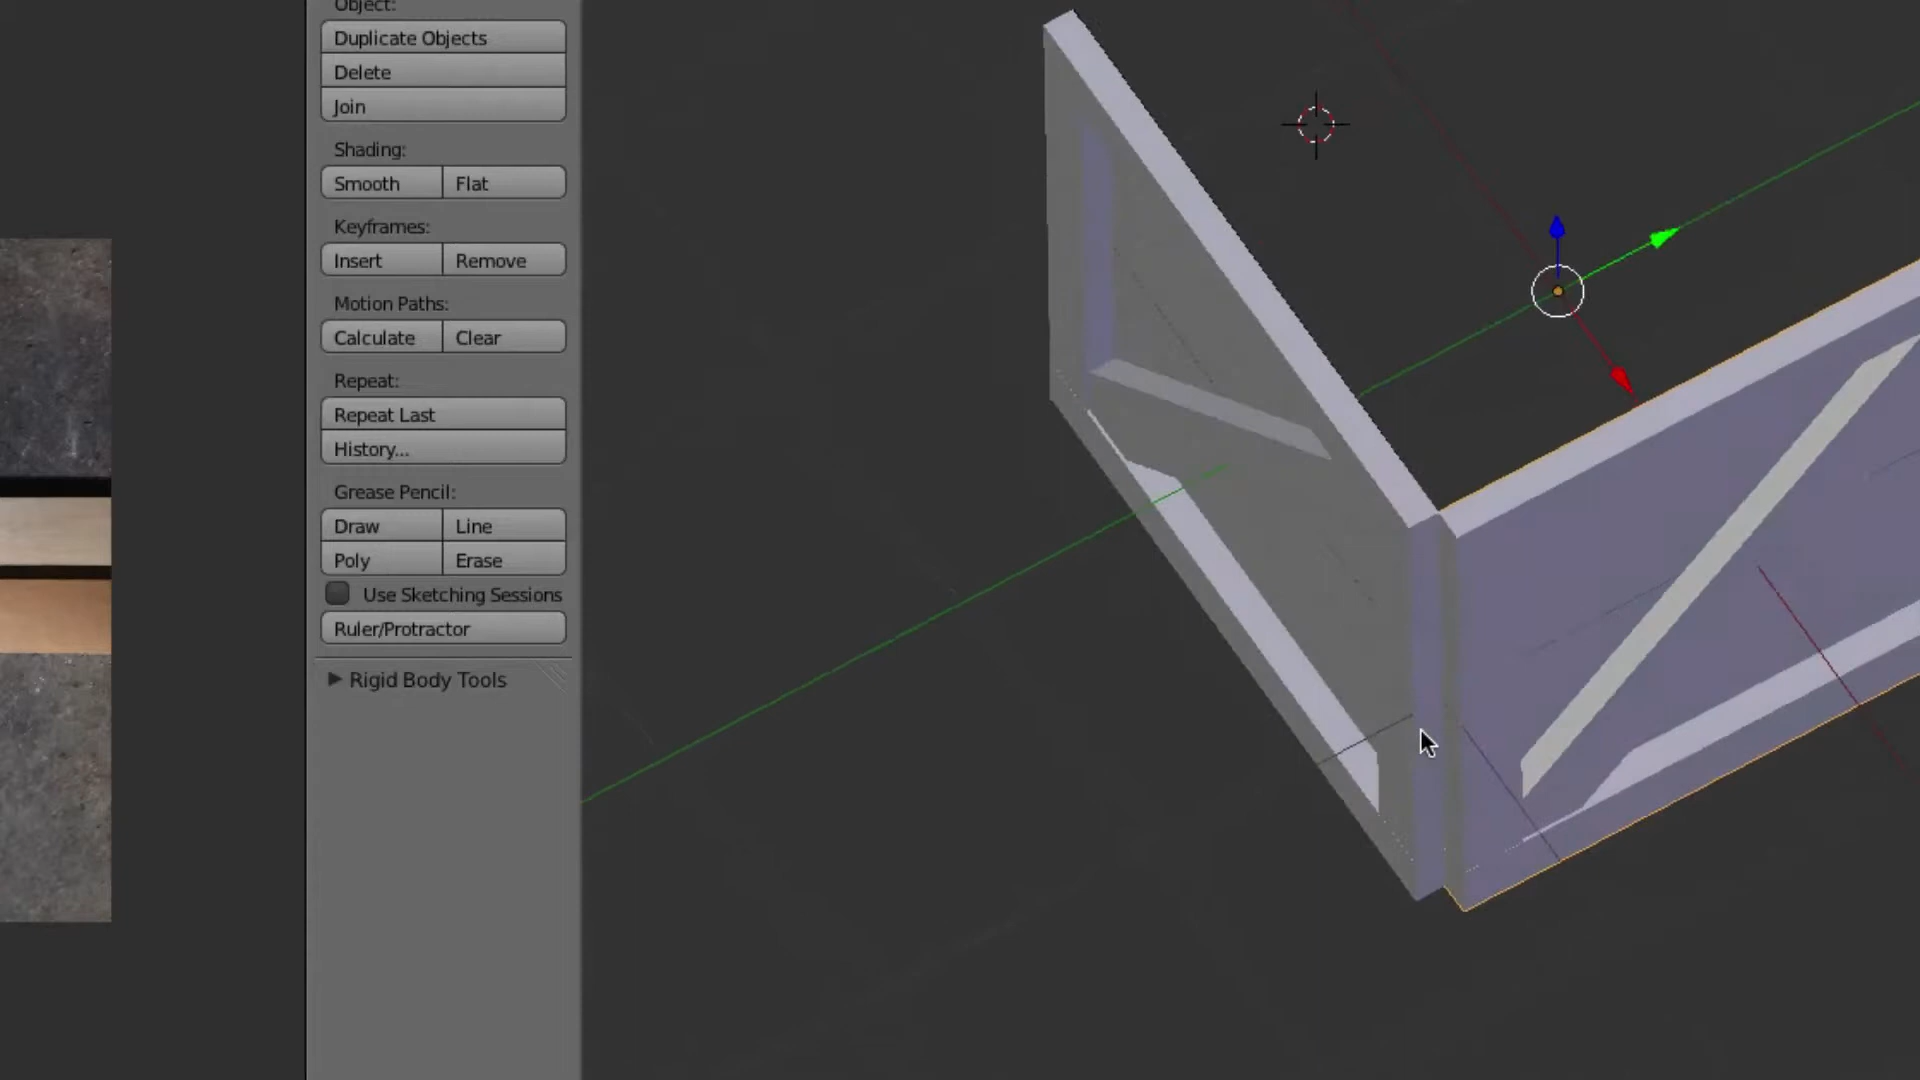 Object:
Duplicate Objects
Delete
Join
Shading:
Smooth Flat
Keyframes:
Insert Remove
Motion Paths:
Calculate Clear
Repeat:
Repeat Last
History...
Grease Pencil:
Draw Line
Poly Erase
Use Sketching Sessions
Ruler/Protractor
Rigid Body Tools